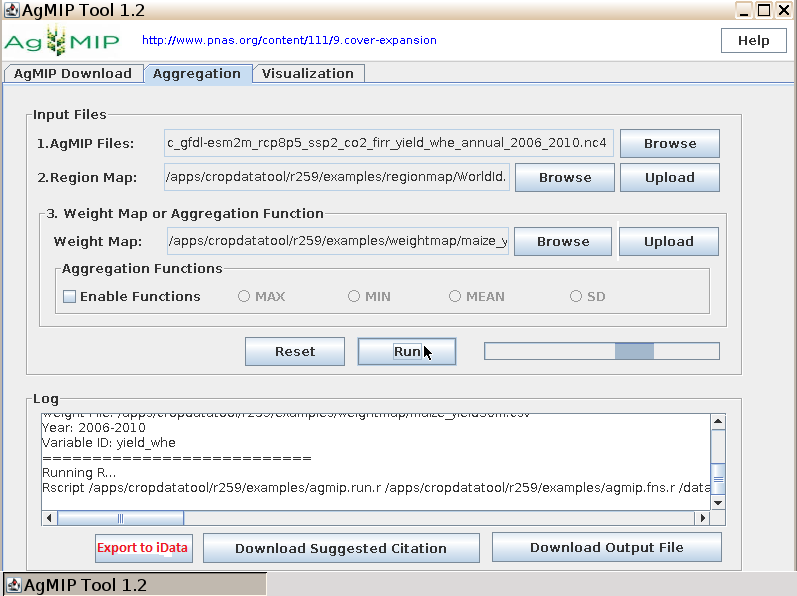 AgMIP Tool 1.2
AgMIP
http://www.pnas.org/content/111/9.cover-expansion
Help
AgMIP Download
Aggregation
Visualization
Input Files
1.AgMIP Files:
c_gfdl-esm2m_rcp8p5_ssp2_co2_firr_yield_whe_annual_2006_2010.nc4
Browse
2.Region Map:
/apps/cropdatatool/r259/examples/regionmap/WorldId.
Browse
Upload
3. Weight Map or Aggregation Function
Weight Map:
/apps/cropdatatool/r259/examples/weightmap/maize_y
Browse
Upload
Aggregation Functions
Enable Functions
MAX
MIN
MEAN
SD
Reset
Run
Log
Weight File: /apps/cropdatatool/r259/examples/weightmap/maize_yield30m.csv
Year: 2006-2010
Variable ID: yield_whe
===========================
Running R...
Rscript /apps/cropdatatool/r259/examples/agmip.run.r /apps/cropdatatool/r259/examples/agmip.fns.r /data
Export to iData
Download Suggested Citation
Download Output File
AgMIP Tool 1.2